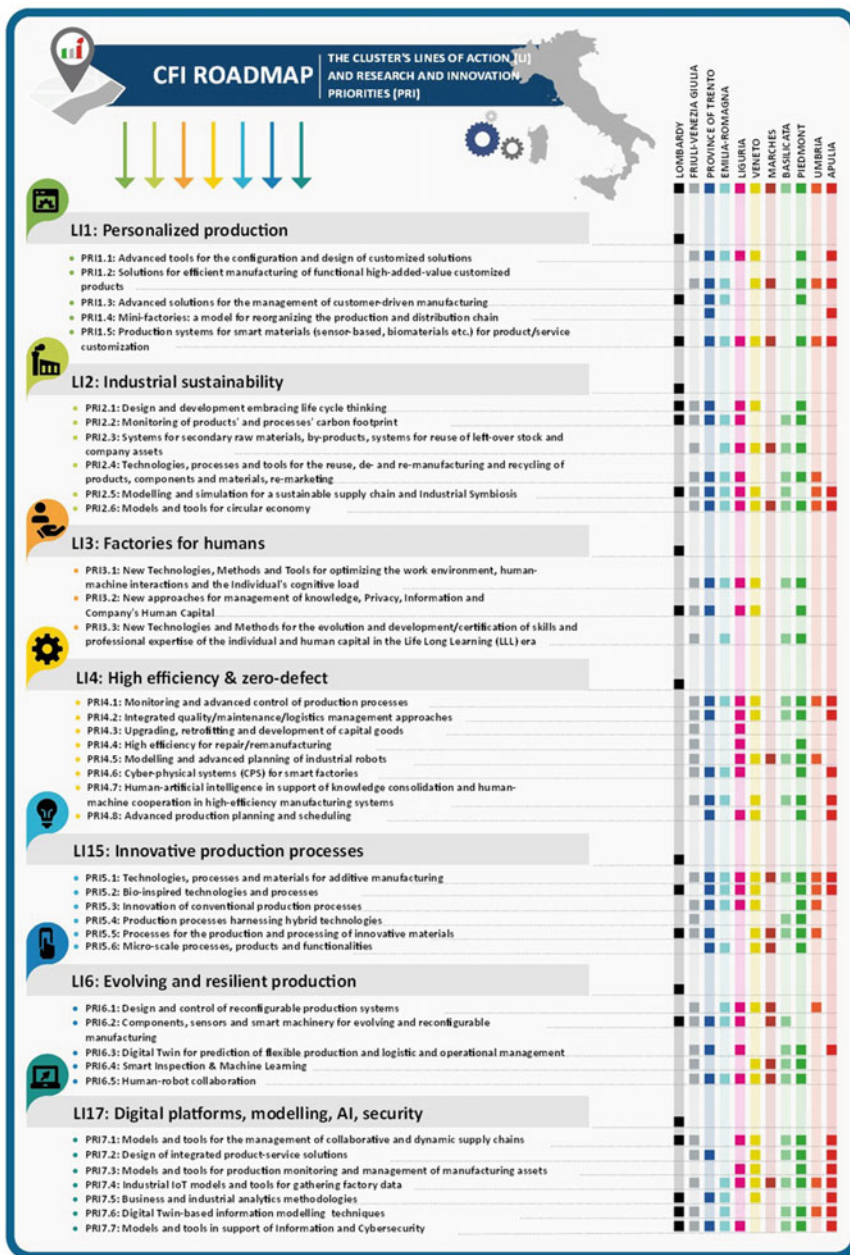 CFI ROADMAP
THE CLUSTER'S LINES OF ACTION [LI]
AND RESEARCH AND INNOVATION
PRIORITIES [PRI]
LOMBARDY
FRIULI-VENEZIA GIULIA
PROVINCE OF TRENTO
EMILIA-ROMAGNA
LIGURIA
VENETO
MARCHES
BASILICATA
PIEDMONT
UMBRIA
APULIA
LI1: Personalized production
• PRI1.1: Advanced tools for the configuration and design of customized solutions
• PRI1.2: Solutions for efficient manufacturing of functional high-added-value customized
products
• PRI1.3: Advanced solutions for the management of customer-driven manufacturing
• PRI1.4: Mini-factories: a model for reorganizing the production and distribution chain
• PRI1.5: Production systems for smart materials (sensor-based, biomaterials etc.) for product/service
customization
LI2: Industrial sustainability
• PRI2.1: Design and development embracing life cycle thinking
• PRI2.2: Monitoring of products' and processes' carbon footprint
• PRI2.3: Systems for secondary raw materials, by-products, systems for reuse of left-over stock and
company assets
• PRI2.4: Technologies, processes and tools for the reuse, de- and re-manufacturing and recycling of
products, components and materials, re-marketing
• PRI2.5: Modelling and simulation for a sustainable supply chain and Industrial Symbiosis
• PRI2.6: Models and tools for circular economy
LI3: Factories for humans
• PRI3.1: New Technologies, Methods and Tools for optimizing the work environment, human-
machine interactions and the Individual's cognitive load
• PRI3.2: New approaches for management of knowledge, Privacy, Information and
Company's Human Capital
• PRI3.3: New Technologies and Methods for the evolution and development/certification of skills and
professional expertise of the individual and human capital in the Life Long Learning (LLL) era
LI4: High efficiency & zero-defect
• PRI4.1: Monitoring and advanced control of production processes
• PRI4.2: Integrated quality/maintenance/logistics management approaches
• PRI4.3: Upgrading, retrofitting and development of capital goods
• PRI4.4: High efficiency for repair/remanufacturing
• PRI4.5: Modelling and advanced planning of industrial robots
• PRI4.6: Cyber-physical systems (CPS) for smart factories
• PRI4.7: Human-artificial intelligence in support of knowledge consolidation and human-
machine cooperation in high-efficiency manufacturing systems
• PRI4.8: Advanced production planning and scheduling
LI15: Innovative production processes
• PRI5.1: Technologies, processes and materials for additive manufacturing
• PRI5.2: Bio-inspired technologies and processes
• PRI5.3: Innovation of conventional production processes
• PRI5.4: Production processes harnessing hybrid technologies
• PRI5.5: Processes for the production and processing of innovative materials
• PRI5.6: Micro-scale processes, products and functionalities
LI6: Evolving and resilient production
• PRI6.1: Design and control of reconfigurable production systems
• PRI6.2: Components, sensors and smart machinery for evolving and reconfigurable
manufacturing
• PRI6.3: Digital Twin for prediction of flexible production and logistic and operational management
• PRI6.4: Smart Inspection & Machine Learning
• PRI6.5: Human-robot collaboration
LI17: Digital platforms, modelling, AI, security
• PRI7.1: Models and tools for the management of collaborative and dynamic supply chains
• PRI7.2: Design of integrated product-service solutions
• PRI7.3: Models and tools for production monitoring and management of manufacturing assets
• PRI7.4: Industrial IoT models and tools for gathering factory data
• PRI7.5: Business and industrial analytics methodologies
• PRI7.6: Digital Twin-based information modelling techniques
• PRI7.7: Models and tools in support of Information and Cybersecurity